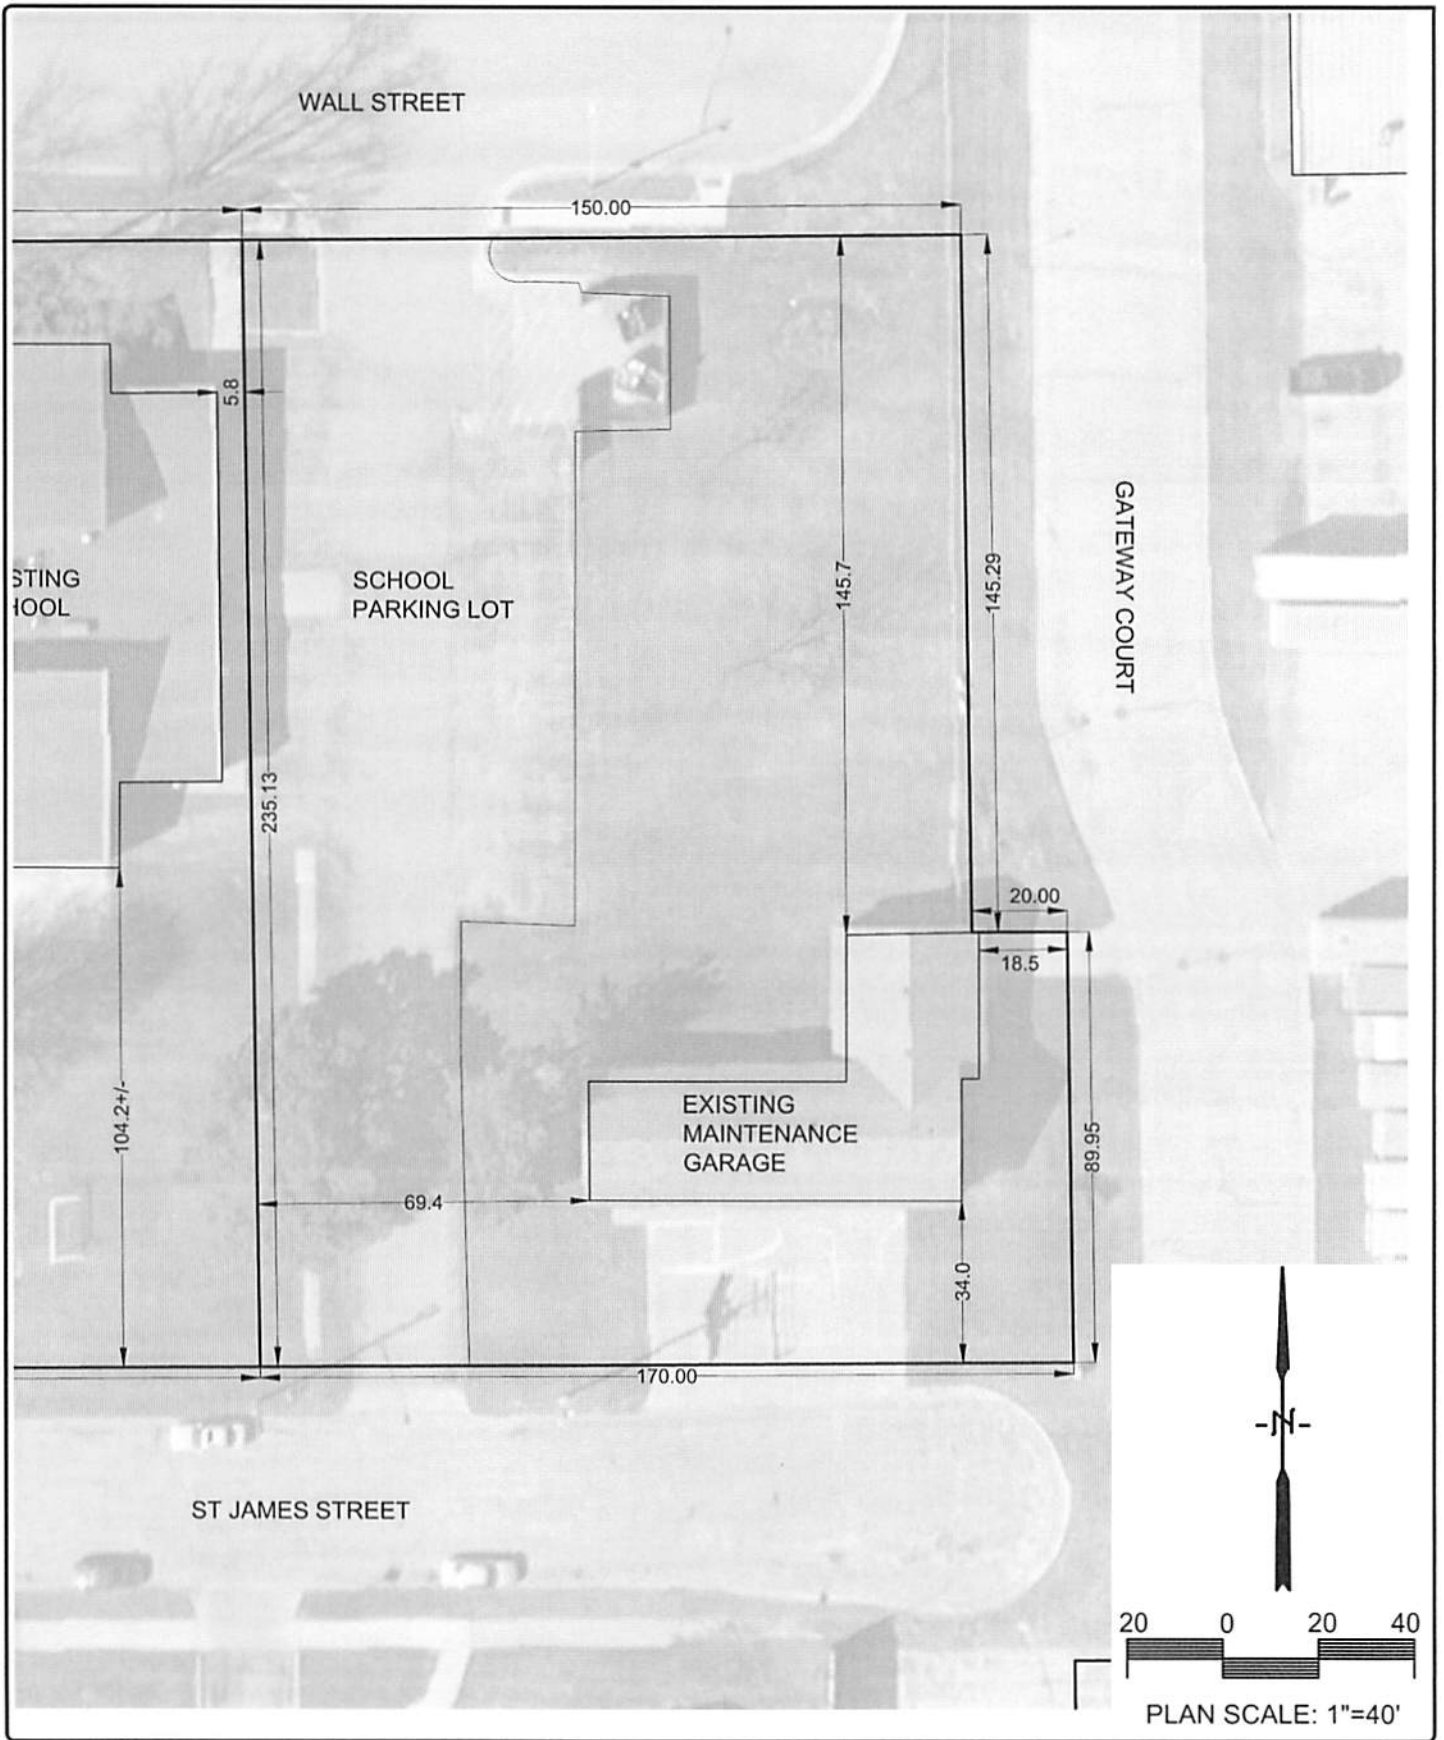 WALL STREET
150.00
5.8
STING
HOOL
SCHOOL
PARKING LOT
145.7
145.29
GATEWAY COURT
235.13
20.00
18.5
104.2+/-
EXISTING
MAINTENANCE
GARAGE
89.95
69.4
34.0
170.00
N
ST JAMES STREET
20 0 20 40
PLAN SCALE: 1"=40'